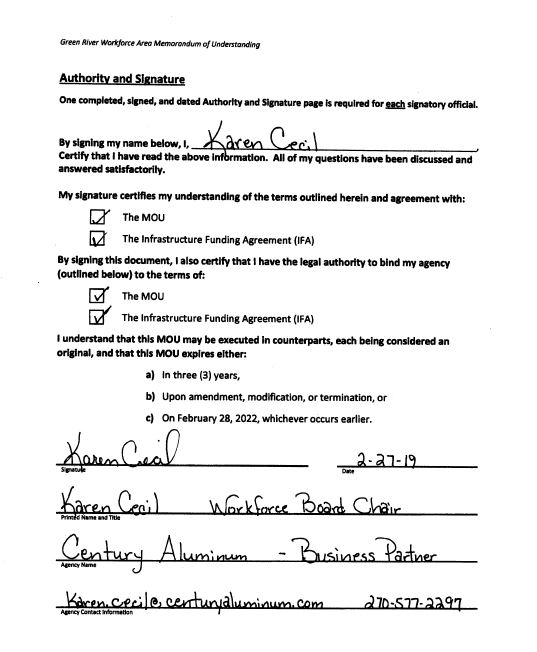 Green River Workforce Area Memorandum of Understanding
Authority and Signature
One completed, signed, and dated Authority and Signature page is required for each signatory official.
By signing my name below, I, Karen Cecil,
Certify that I have read the above information. All of my questions have been discussed and
answered satisfactorily.
My signature certifies my understanding of the terms outlined herein and agreement with:
The MOU
The Infrastructure Funding Agreement (IFA)
By signing this document, I also certify that I have the legal authority to bind my agency
(outlined below) to the terms of:
The MOU
The Infrastructure Funding Agreement (IFA)
I understand that this MOU may be executed in counterparts, each being considered an
original, and that this MOU expires either:
a) In three (3) years,
b) Upon amendment, modification, or termination, or
c) On February 28, 2022, whichever occurs earlier.
Karen Cecil 2-27-19
Signature Date
Karen Cecil Workforce Board Chair
Printed Name and Title
Century Aluminum - Business Partner
Agency Name
Karen.cecil@centuryaluminum.com 270-577-2297
Agency Contact Information